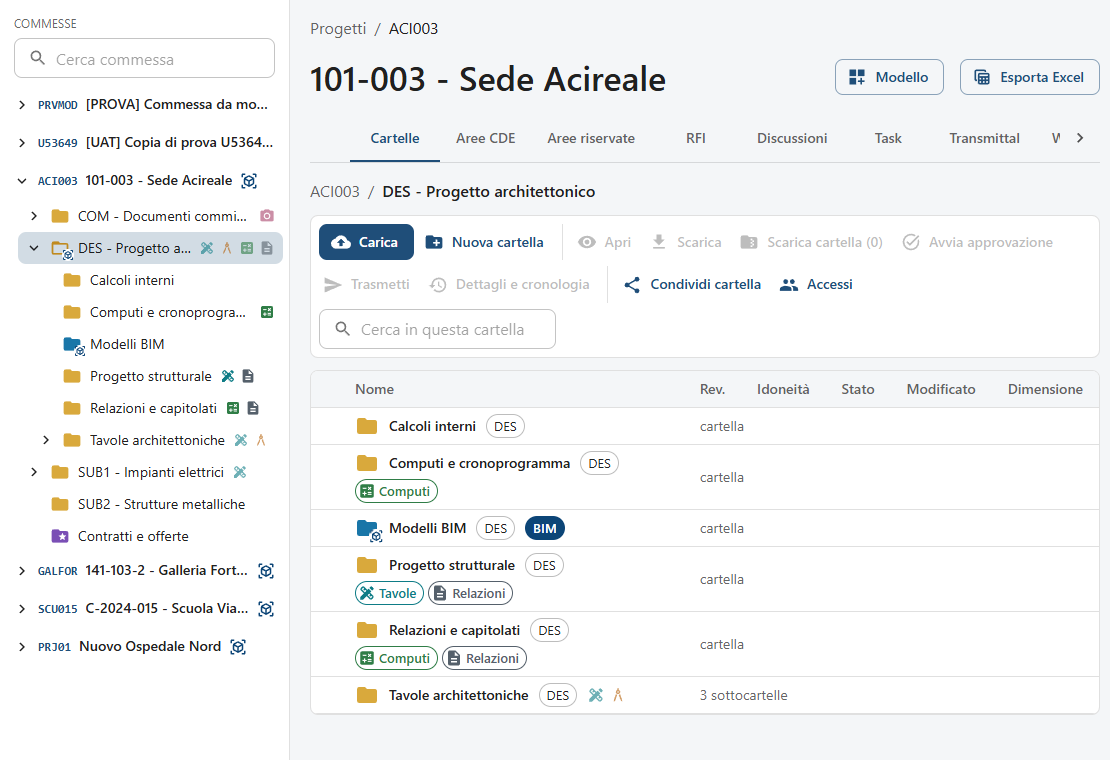 COMMESSE
Cerca commessa
PRVMOD [PROVA] Commessa da mo...
U53649 [UAT] Copia di prova U5364...
ACI003 101-003 - Sede Acireale
COM - Documenti commi...
DES - Progetto a...
Calcoli interni
Computi e cronoprogra...
Modelli BIM
Progetto strutturale
Relazioni e capitolati
Tavole architettoniche
SUB1 - Impianti elettrici
SUB2 - Strutture metalliche
Contratti e offerte
GALFOR 141-103-2 - Galleria Fort...
SCU015 C-2024-015 - Scuola Via...
PRJ01 Nuovo Ospedale Nord
Progetti / ACI003
101-003 - Sede Acireale
Modello Esporta Excel
Cartelle Aree CDE Aree riservate RFI Discussioni Task Transmittal
ACI003 / DES - Progetto architettonico
Carica Nuova cartella Apri Scarica Scarica cartella (0) Avvia approvazione
Trasmetti Dettagli e cronologia Condividi cartella Accessi
Cerca in questa cartella
Nome Rev. Idoneità Stato Modificato Dimensione
Calcoli interni DES cartella
Computi e cronoprogramma DES cartella
Computi
Modelli BIM DES BIM cartella
Progetto strutturale DES cartella
Tavole Relazioni
Relazioni e capitolati DES cartella
Computi Relazioni
Tavole architettoniche DES 3 sottocartelle